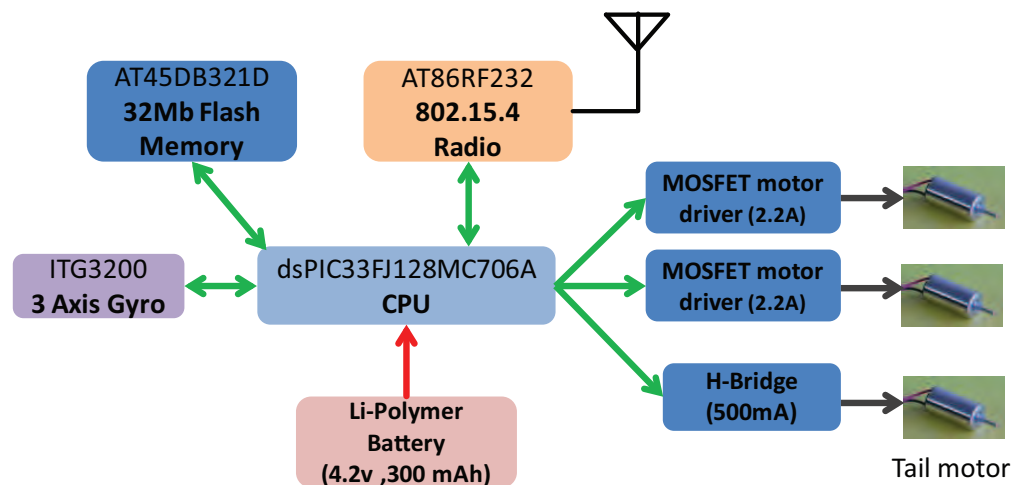 AT45DB321D
32Mb Flash
Memory
AT86RF232
802.15.4
Radio
MOSFET motor
driver (2.2A)
ITG3200
3 Axis Gyro
dsPIC33FJ128MC706A
CPU
MOSFET motor
driver (2.2A)
H-Bridge
(500mA)
Li-Polymer
Battery
(4.2v ,300 mAh)
Tail motor